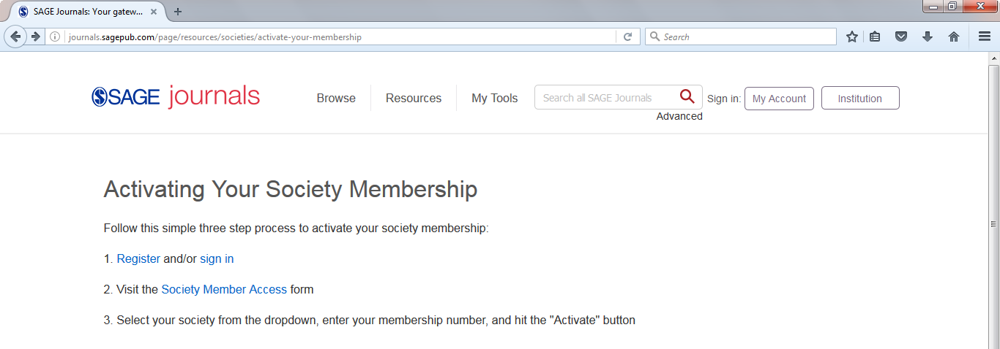 SAGE Journals: Your gatew...
journals.sagepub.com/page/resources/societies/activate-your-membership
Search
SAGE journals
Browse
Resources
My Tools
Search all SAGE Journals
Sign in:
My Account
Institution
Advanced
Activating Your Society Membership
Follow this simple three step process to activate your society membership:
1. Register and/or sign in
2. Visit the Society Member Access form
3. Select your society from the dropdown, enter your membership number, and hit the "Activate" button